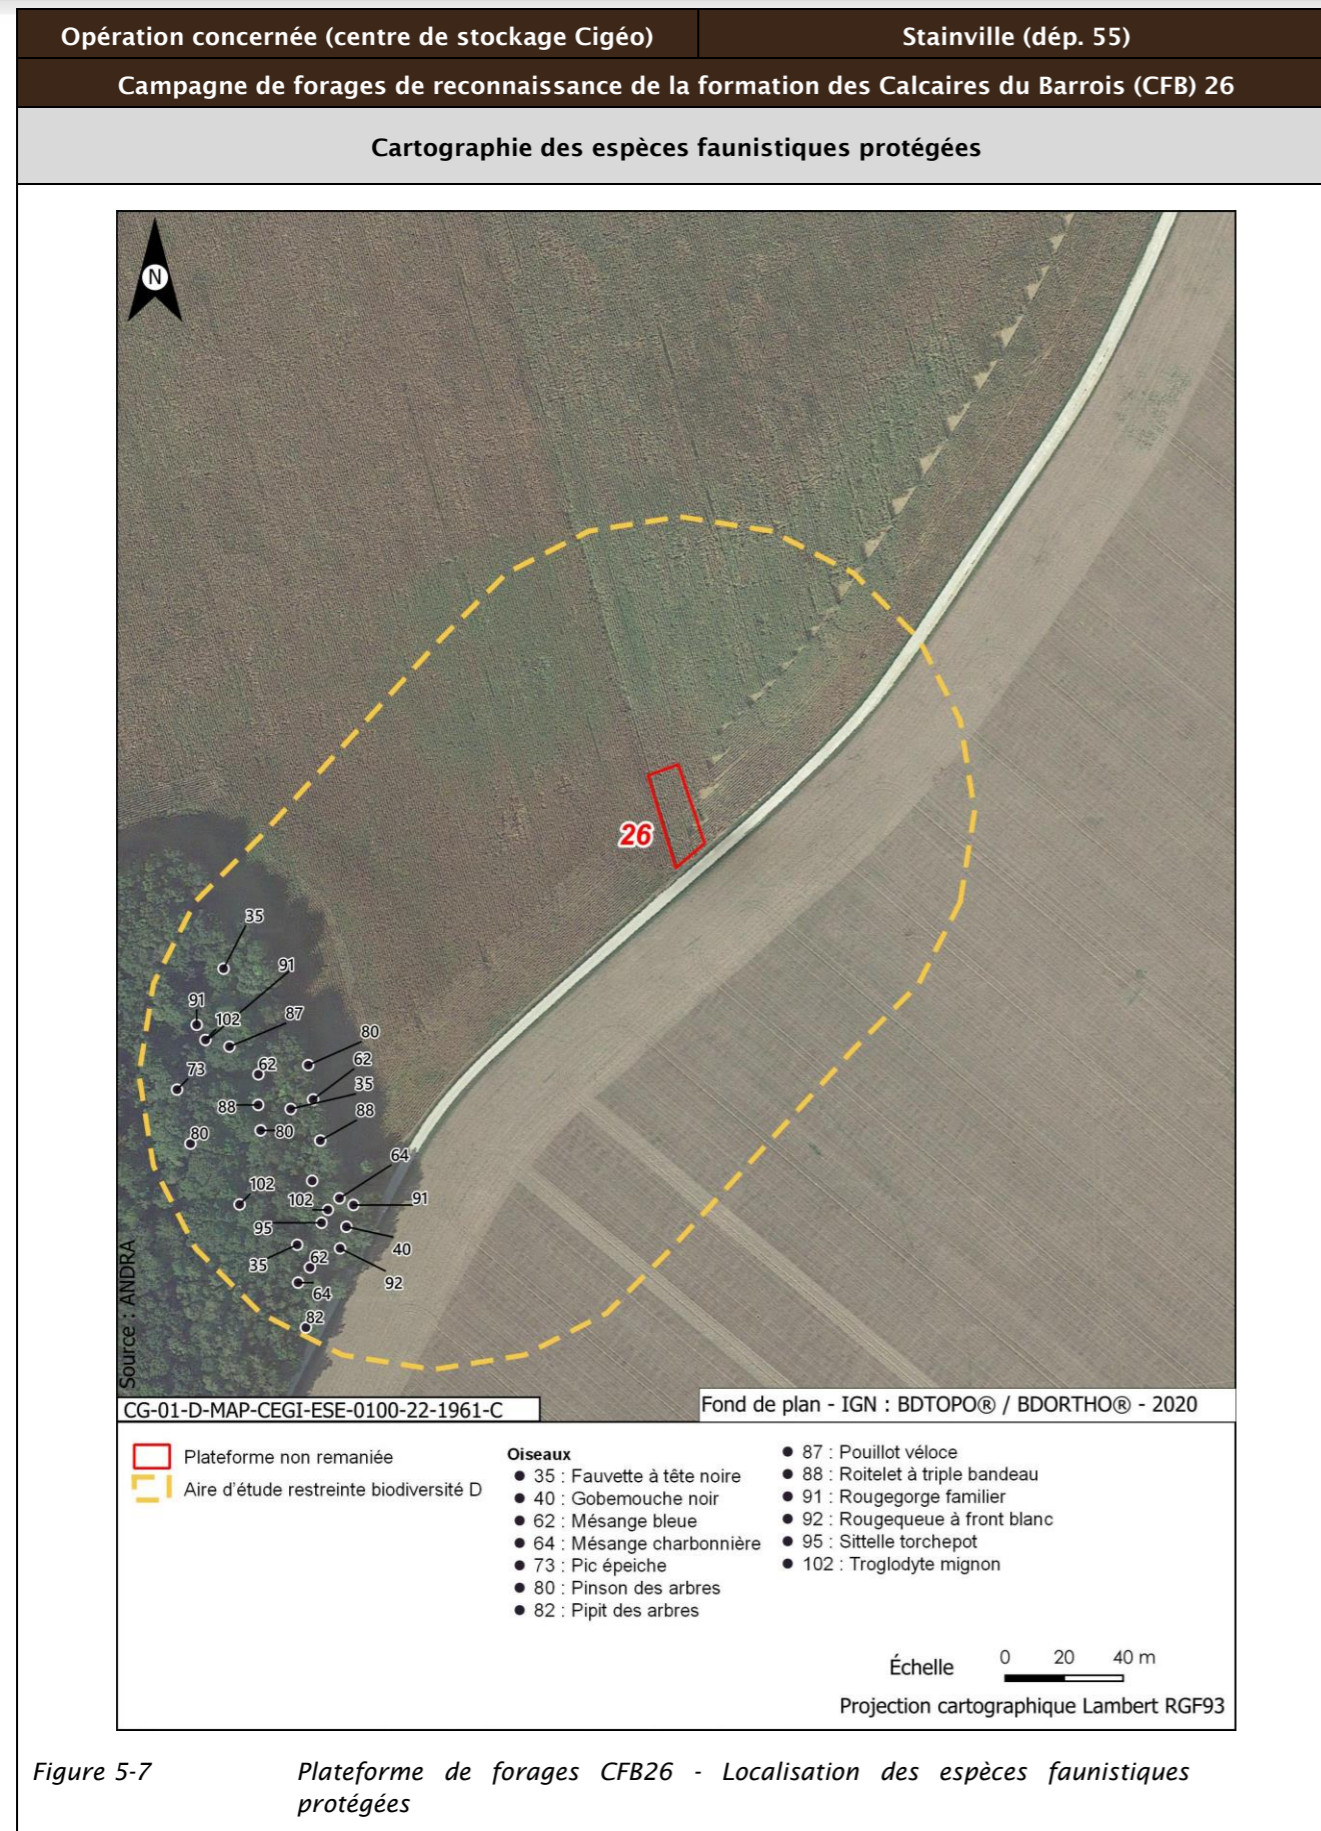 Opération concernée (centre de stockage Cigéo)
Stainville (dép. 55)
Campagne de forages de reconnaissance de la formation des Calcaires du Barrois (CFB) 26
Cartographie des espèces faunistiques protégées
N
26
35
91
91
102
87
80
62
62
73
35
88
88
80
80
64
102
102
91
95
40
35
62
92
64
82
Source : ANDRA
CG-01-D-MAP-CEGI-ESE-0100-22-1961-C
Fond de plan - IGN : BDTOPO® / BDORTHO® - 2020
Plateforme non remaniée
Aire d'étude restreinte biodiversité D
Oiseaux
35 : Fauvette à tête noire
40 : Gobemouche noir
62 : Mésange bleue
64 : Mésange charbonnière
73 : Pic épeiche
80 : Pinson des arbres
82 : Pipit des arbres
87 : Pouillot véloce
88 : Roitelet à triple bandeau
91 : Rougegorge familier
92 : Rougequeue à front blanc
95 : Sittelle torchepot
102 : Troglodyte mignon
Échelle
0 20 40 m
Projection cartographique Lambert RGF93
Figure 5-7 Plateforme de forages CFB26 - Localisation des espèces faunistiques
protégées